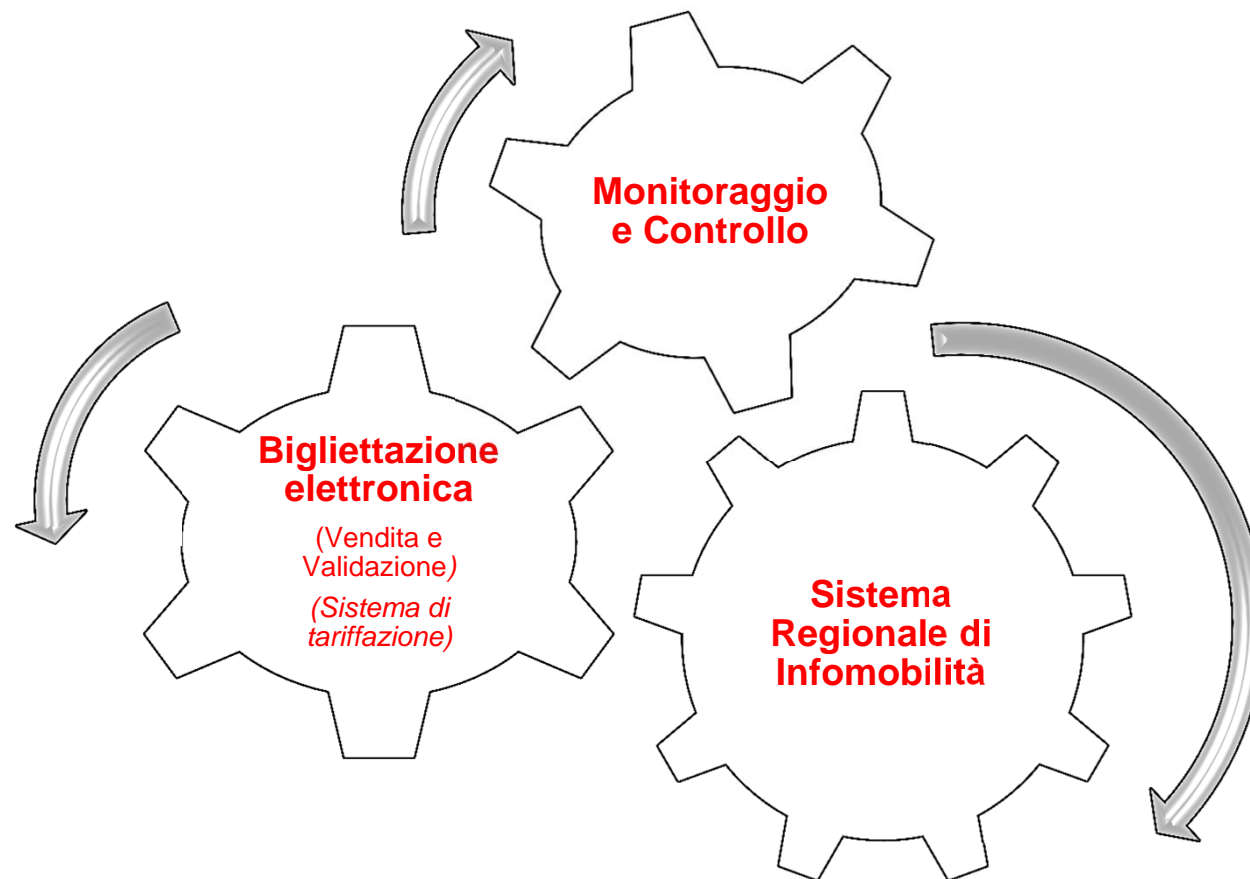 Monitoraggio
e Controllo
Bigliettazione
elettronica
(Vendita e
Validazione)
(Sistema di
tariffazione)
Sistema
Regionale di
Infomobilità